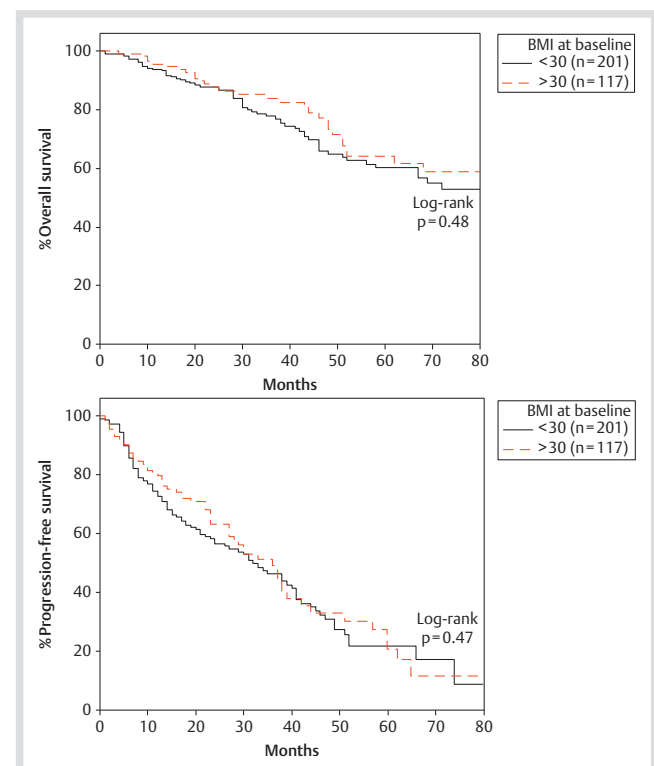 BMI at baseline
<30 (n=201)
>30 (n=117)
%Overall survival
100
80
60
40
20
0
Log-rank
p=0.48
0 10 20 30 40 50 60 70 80
Months
BMI at baseline
<30 (n=201)
>30 (n=117)
%Progression-free survival
100
80
60
40
20
0
Log-rank
p=0.47
0 10 20 30 40 50 60 70 80
Months